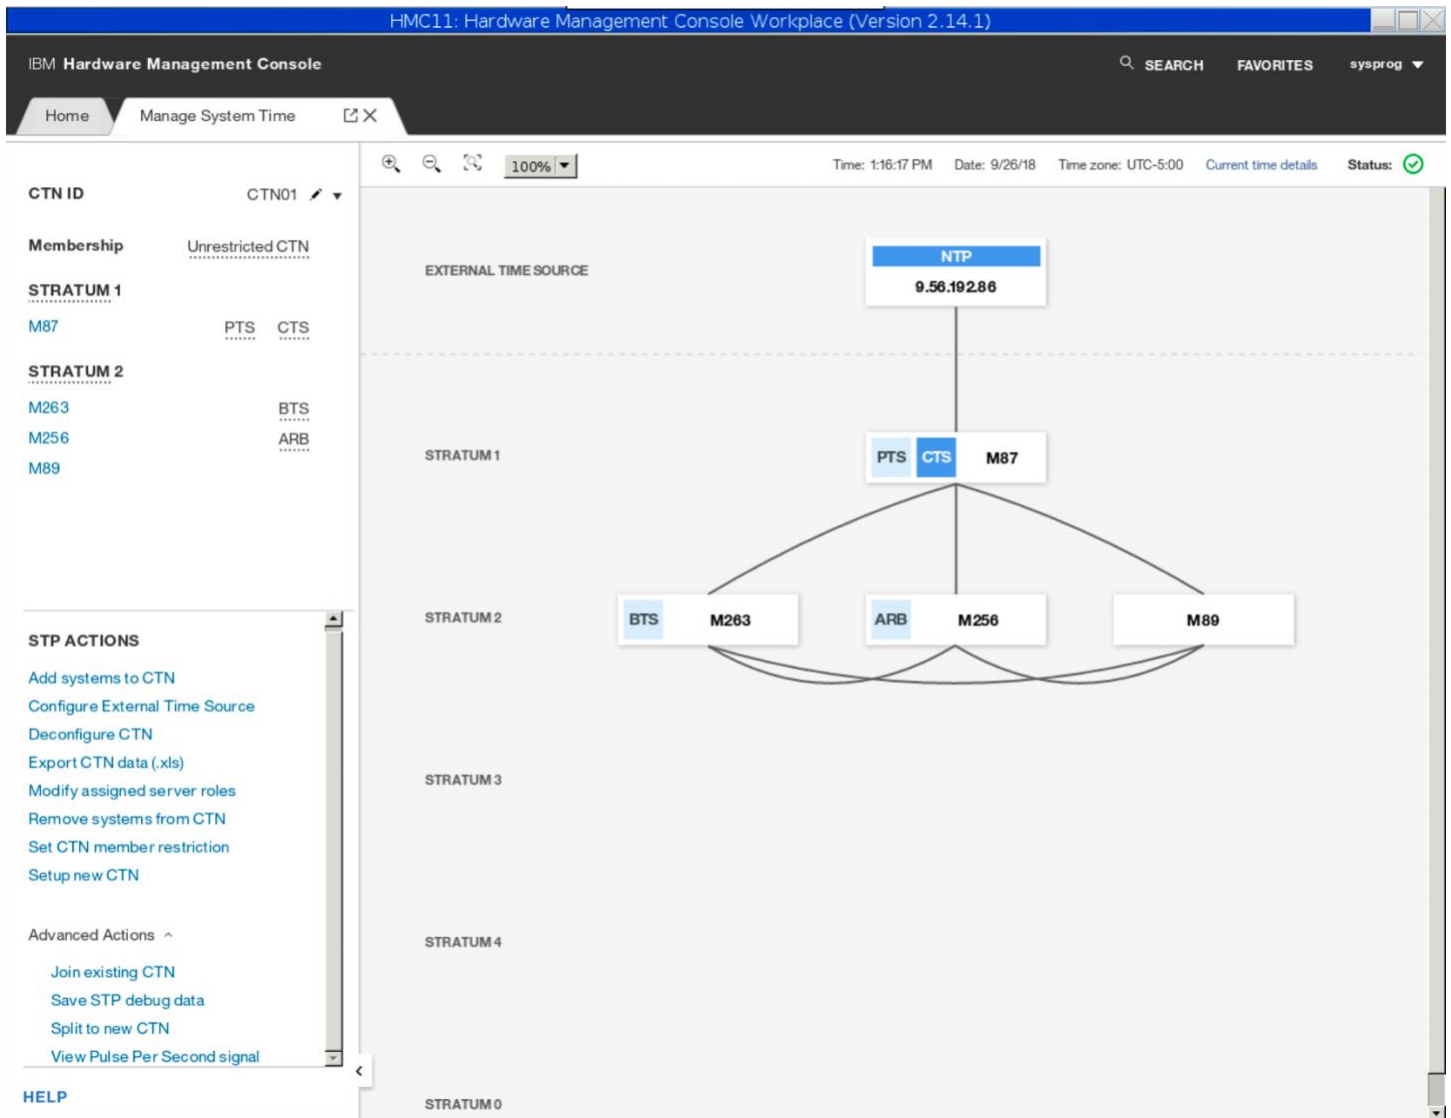 HMC11: Hardware Management Console Workplace (Version 2.14.1)
IBM Hardware Management Console
SEARCH FAVORITES sysprog
Home Manage System Time
100% Time: 1:16:17 PM Date: 9/26/18 Time zone: UTC-5:00 Current time details Status:
CTN ID CTN01
Membership Unrestricted CTN
STRATUM 1
M87 PTS CTS
STRATUM 2
M263 BTS
M256 ARB
M89
STP ACTIONS
Add systems to CTN
Configure External Time Source
Deconfigure CTN
Export CTN data (.xls)
Modify assigned server roles
Remove systems from CTN
Set CTN member restriction
Setup new CTN
Advanced Actions
Join existing CTN
Save STP debug data
Split to new CTN
View Pulse Per Second signal
HELP
EXTERNAL TIME SOURCE
NTP
9.56.192.86
STRATUM 1
PTS CTS M87
STRATUM 2
BTS M263
ARB M256
M89
STRATUM 3
STRATUM 4
STRATUM 0